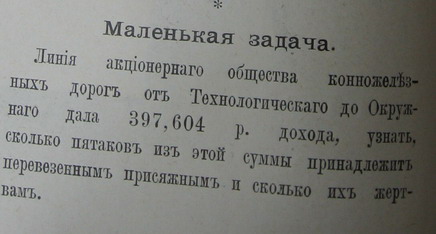 *
Маленькая задача.
Линія акціонернаго общества конножелѣз-
ныхъ дорогъ отъ Технологическаго до Окруж-
наго дала 397,604 р. дохода, узнать,
сколько пятаковъ изъ этой суммы принадлежитъ
перевезеннымъ присяжнымъ и сколько ихъ жерт-
вамъ.